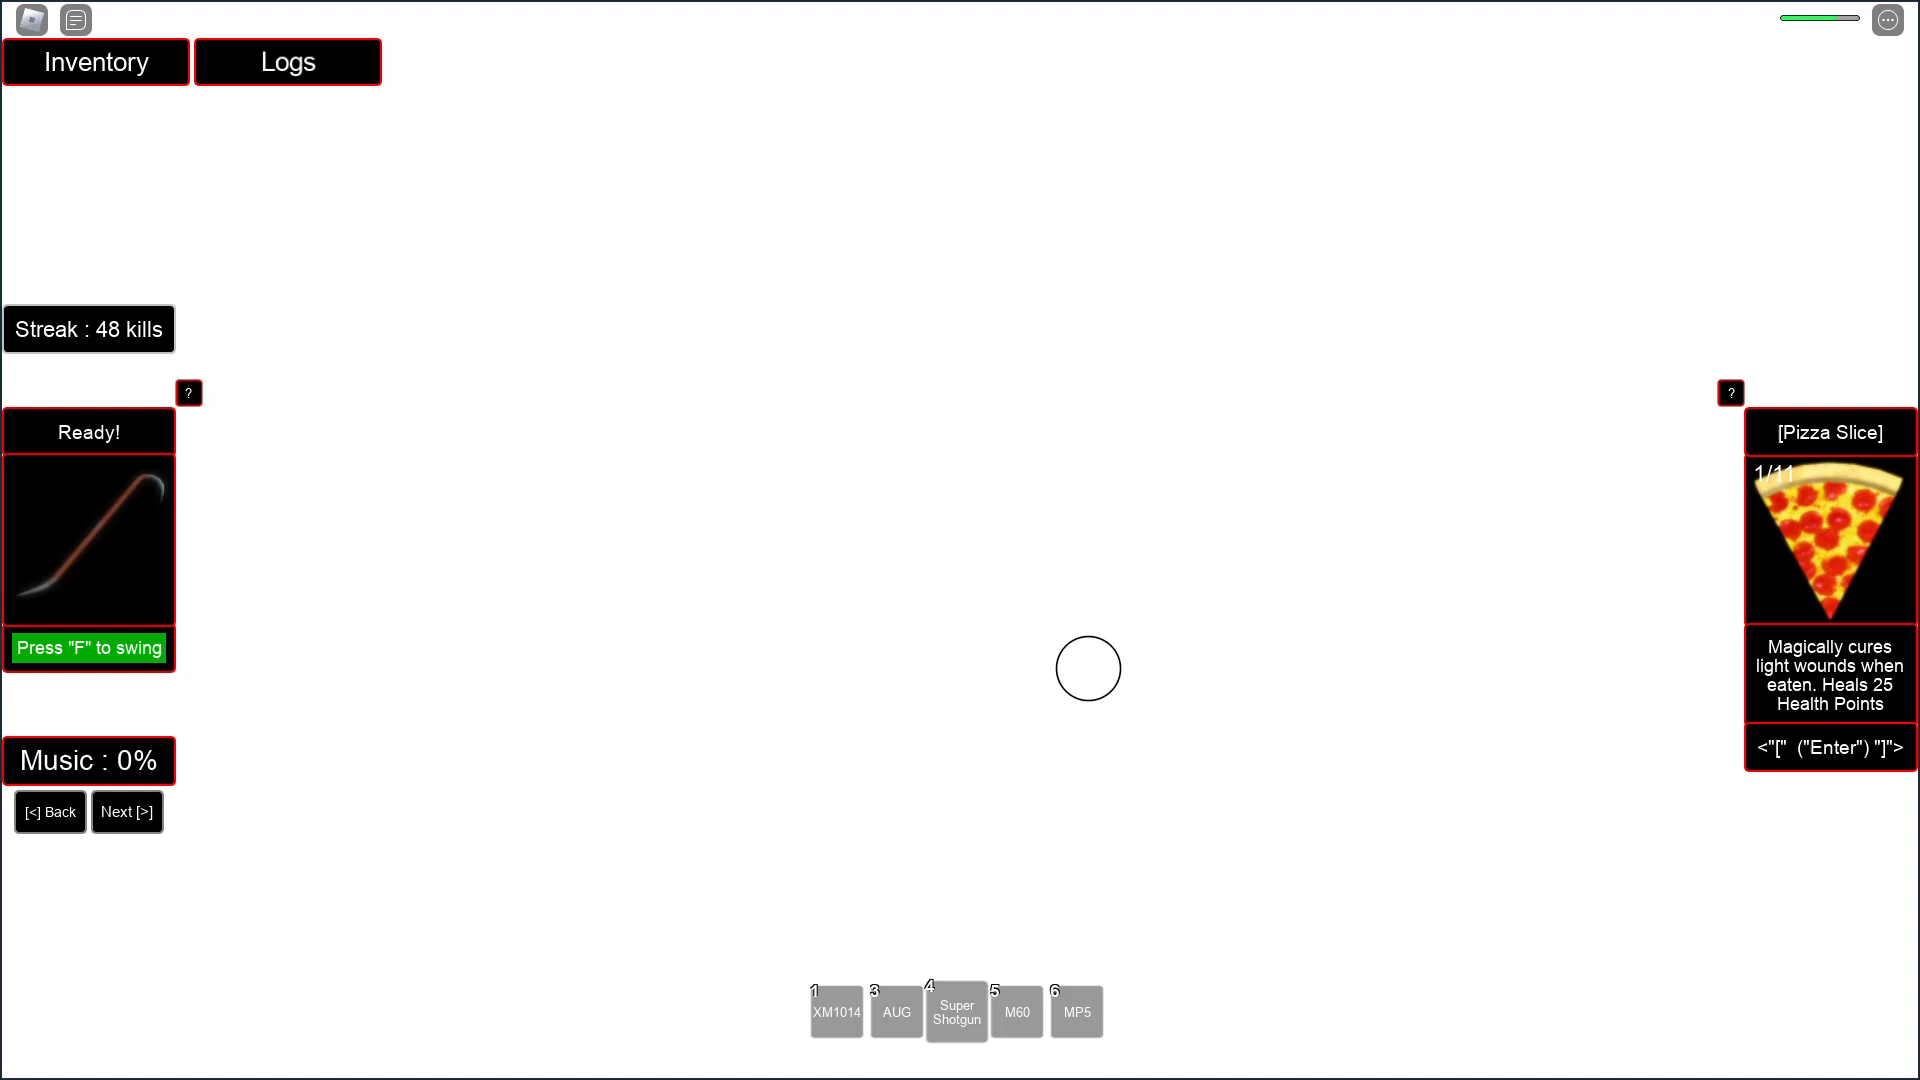 Inventory
Logs
Streak : 48 kills
?
?
Ready!
[Pizza Slice]
1/11
Press "F" to swing
Magically cures
light wounds when
eaten. Heals 25
Health Points
<"[" ("Enter") "]">
Music : 0%
[<] Back
Next [>]
1
3
4
5
6
XM1014
AUG
Super
Shotgun
M60
MP5